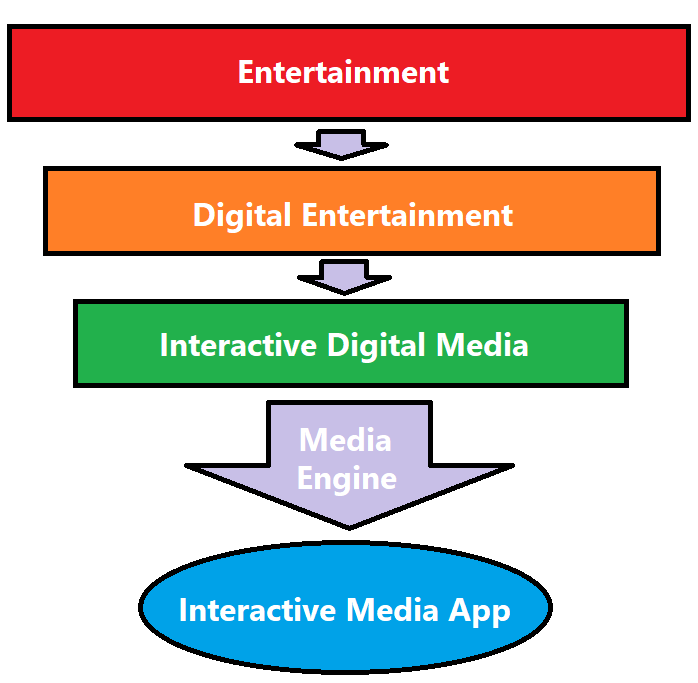 Entertainment
Digital Entertainment
Interactive Digital Media
Media
Engine
Interactive Media App